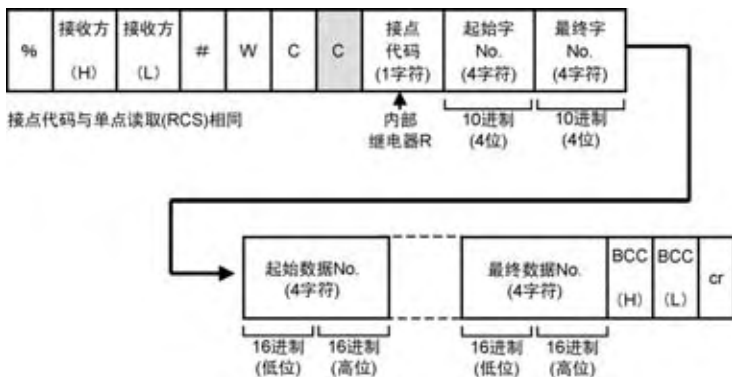 % 接收方 (H) 接收方 (L) # W C C 接点代码 (1字符) 起始字No. (4字符) 最终字No. (4字符)
接点代码与单点读取(RCS)相同
内部继电器R
10进制 (4位) 10进制 (4位)
起始数据No. (4字符) 最终数据No. (4字符) BCC (H) BCC (L) cr
16进制 (低位) 16进制 (高位) 16进制 (低位) 16进制 (高位)